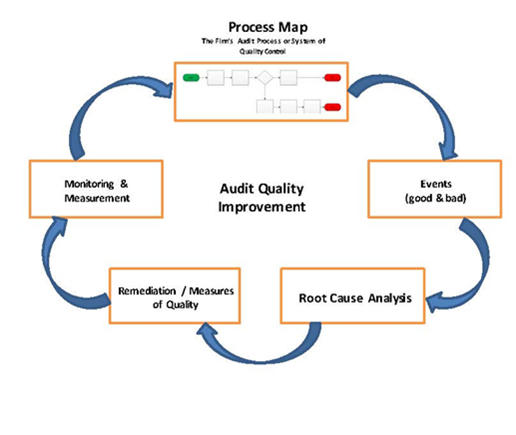 Process Map
The Firm's Audit Process or System of
Quality Control
Events
(good & bad)
Root Cause Analysis
Remediation / Measures
of Quality
Monitoring &
Measurement
Audit Quality
Improvement